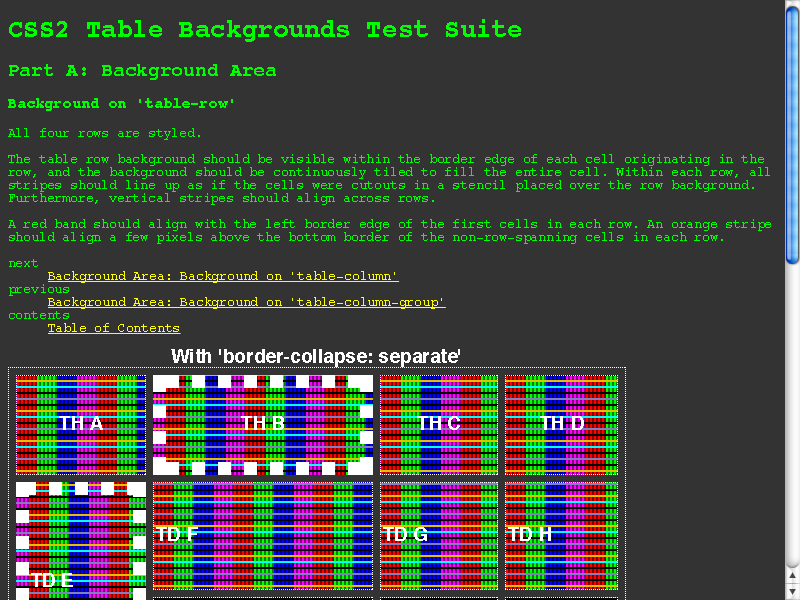 CSS2 Table Backgrounds Test Suite
Part A: Background Area
Background on 'table-row'
All four rows are styled.
The table row background should be visible within the border edge of each cell originating in the
row, and the background should be continuously tiled to fill the entire cell. Within each row, all
stripes should line up as if the cells were cutouts in a stencil placed over the row background.
Furthermore, vertical stripes should align across rows.
A red band should align with the left border edge of the first cells in each row. An orange stripe
should align a few pixels above the bottom border of the non-row-spanning cells in each row.
next
Background Area: Background on 'table-column'
previous
Background Area: Background on 'table-column-group'
contents
Table of Contents
With 'border-collapse: separate'
TH A TH B TH C TH D
TD F TD G TD H
TD E